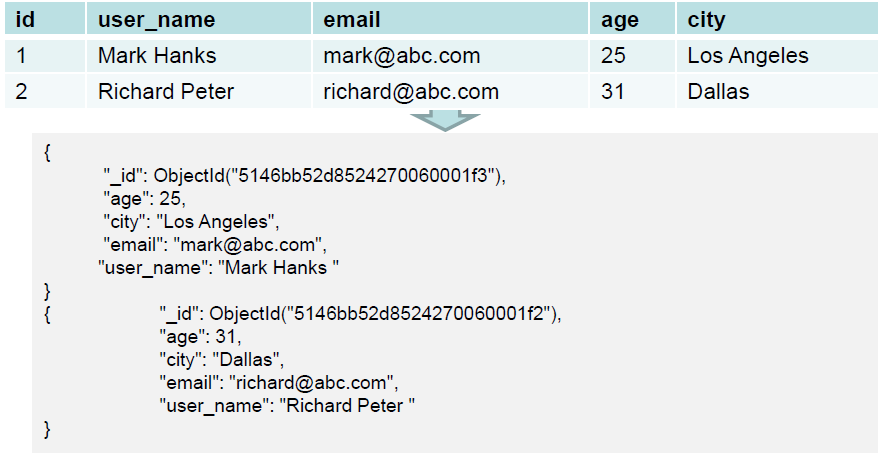 id user_name email age city
1 Mark Hanks mark@abc.com 25 Los Angeles
2 Richard Peter richard@abc.com 31 Dallas
{
"_id": ObjectId("5146bb52d8524270060001f3"),
"age": 25,
"city": "Los Angeles",
"email": "mark@abc.com",
"user_name": "Mark Hanks "
}
{ "_id": ObjectId("5146bb52d8524270060001f2"),
"age": 31,
"city": "Dallas",
"email": "richard@abc.com",
"user_name": "Richard Peter "
}